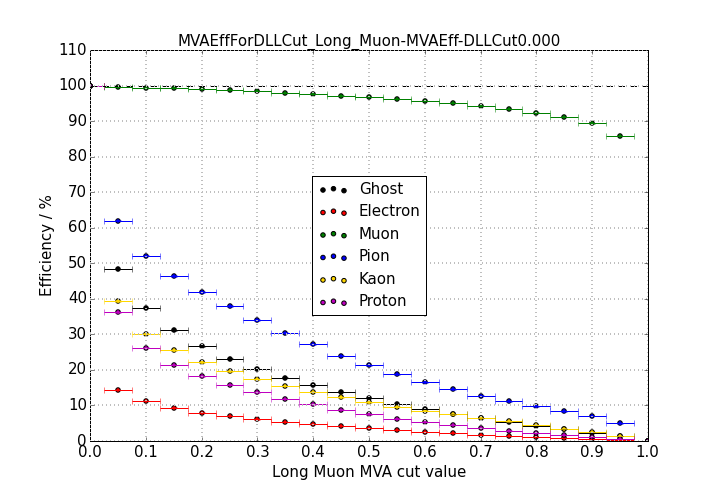 MVAEffForDLLCut_Long_Muon-MVAEff-DLLCut0.000
110
100
90
80
70
60
50
40
30
20
10
0
Efficiency / %
Ghost
Electron
Muon
Pion
Kaon
Proton
0.0 0.1 0.2 0.3 0.4 0.5 0.6 0.7 0.8 0.9 1.0
Long Muon MVA cut value